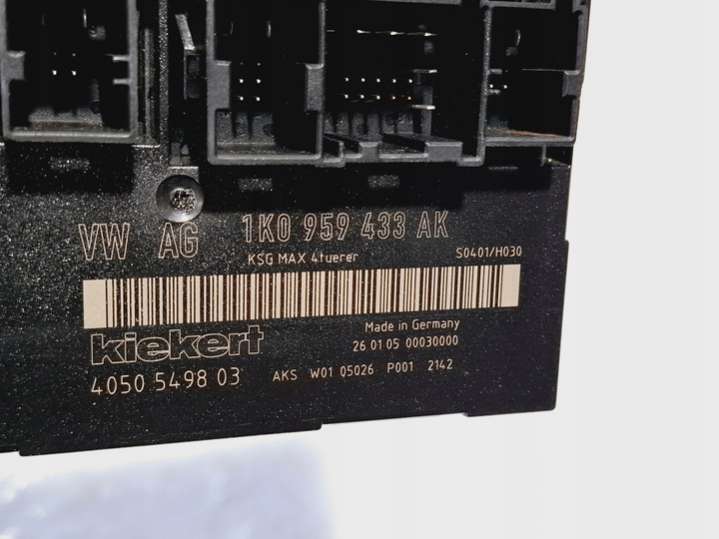 VW AG 1K0 959 433 AK
KSG MAX 4tuerer S0401/H030
kiekert Made in Germany
26 01 05 00030000
4050 5498 03 AKS W01 05026 P001 2142